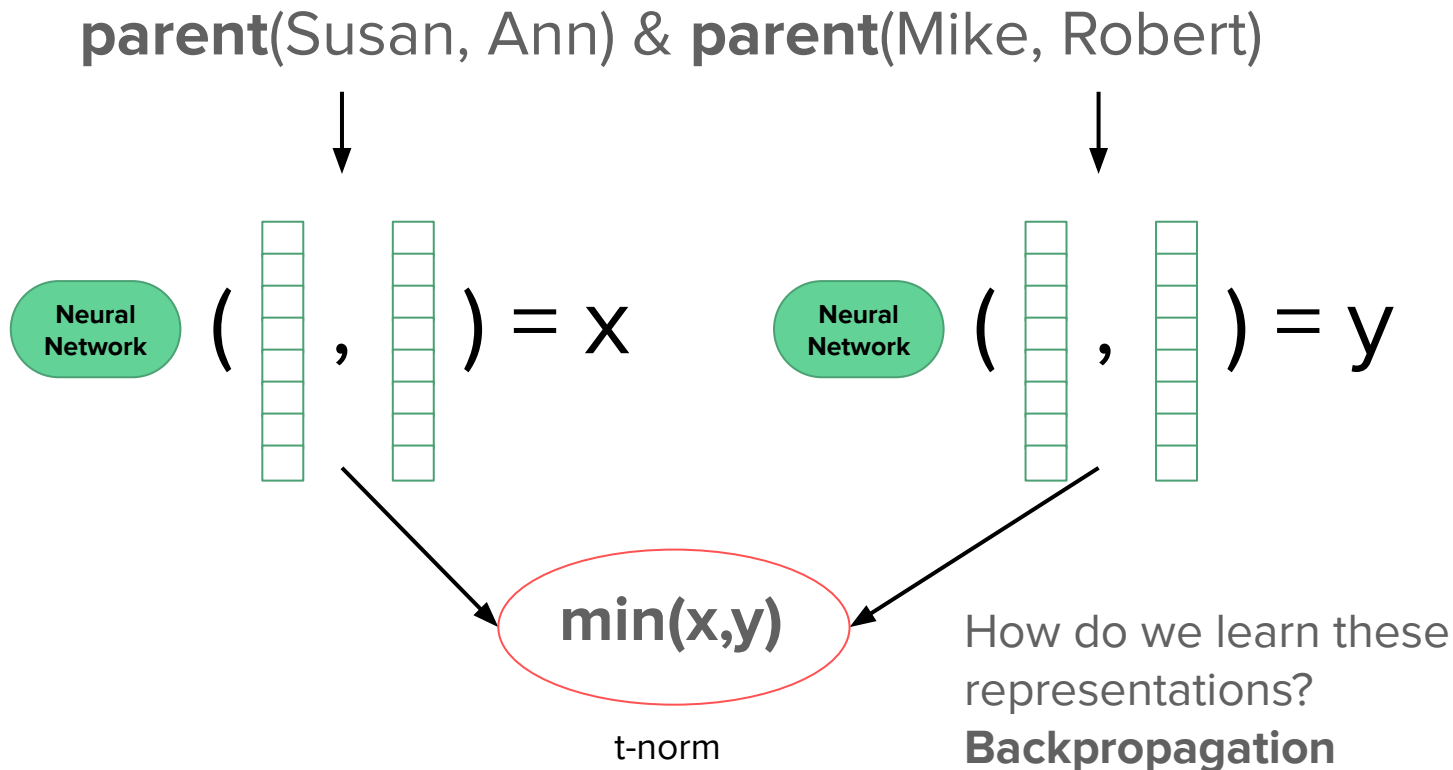 parent(Susan, Ann) & parent(Mike, Robert)
Neural
Network
( , ) = x
Neural
Network
( , ) = y
min(x,y)
t-norm
How do we learn these
representations?
Backpropagation